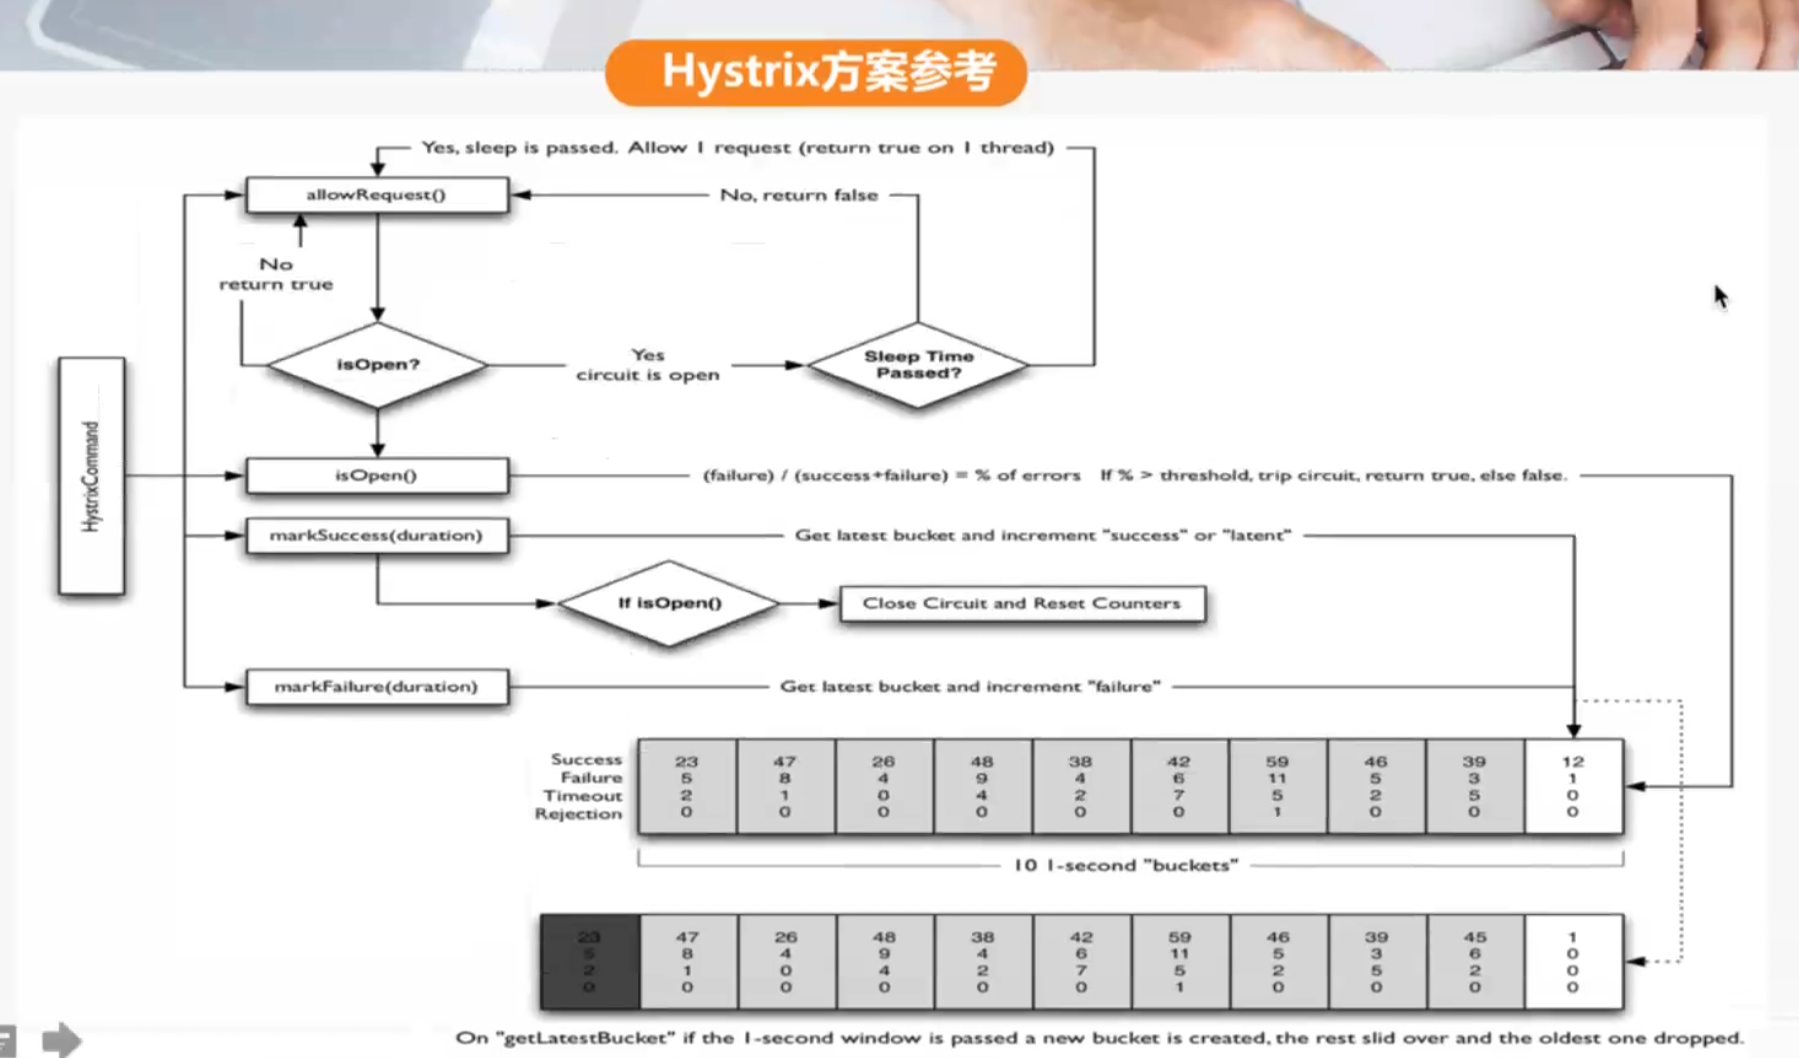 Hystrix方案参考
Yes, sleep is passed. Allow 1 request (return true on 1 thread)
allowRequest()
No, return false
No
return true
isOpen?
Yes
circuit is open
Sleep Time
Passed?
HystrixCommand
isOpen()
(failure) / (success+failure) = % of errors If % > threshold, trip circuit, return true, else false.
markSuccess(duration)
Get latest bucket and increment "success" or "latent"
If isOpen()
Close Circuit and Reset Counters
markFailure(duration)
Get latest bucket and increment "failure"
Success 23 47 26 48 38 42 59 46 39 12
Failure 5 8 4 9 4 6 11 5 3 1
Timeout 2 1 0 4 2 7 5 2 5 0
Rejection 0 0 0 0 0 0 1 0 0 0
10 1-second "buckets"
23 47 26 48 38 42 59 46 39 45 1
5 8 4 9 4 6 11 5 3 6 0
2 1 0 4 2 7 5 2 5 2 0
0 0 0 0 0 0 1 0 0 0 0
On "getLatestBucket" if the 1-second window is passed a new bucket is created, the rest slid over and the oldest one dropped.